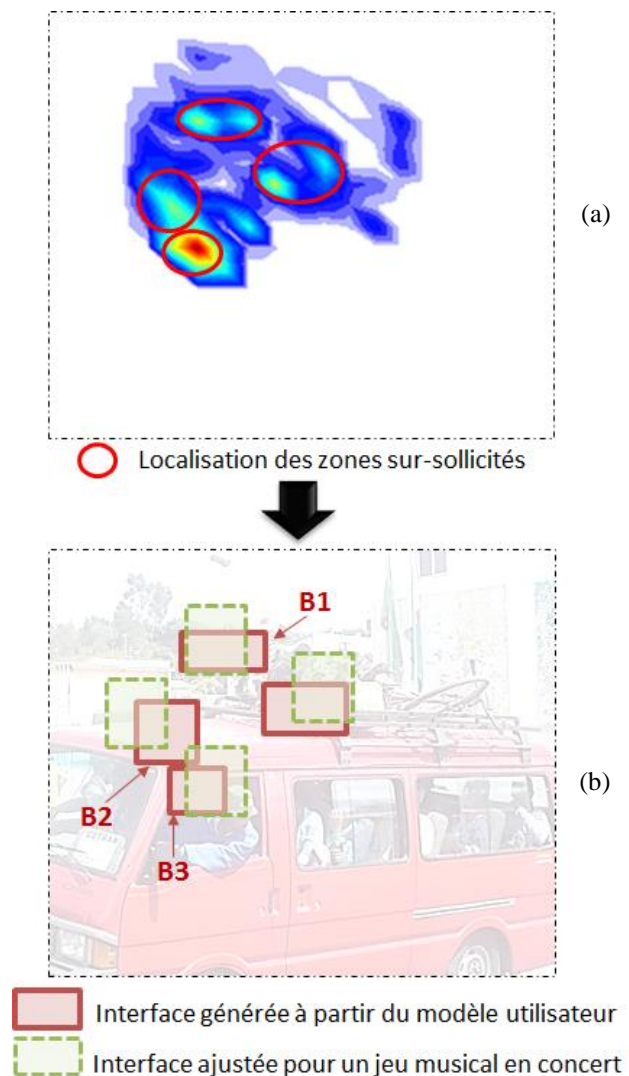 (a)
Localisation des zones sur-sollicités
B1
B2
B3
(b)
Interface générée à partir du modèle utilisateur
Interface ajustée pour un jeu musical en concert